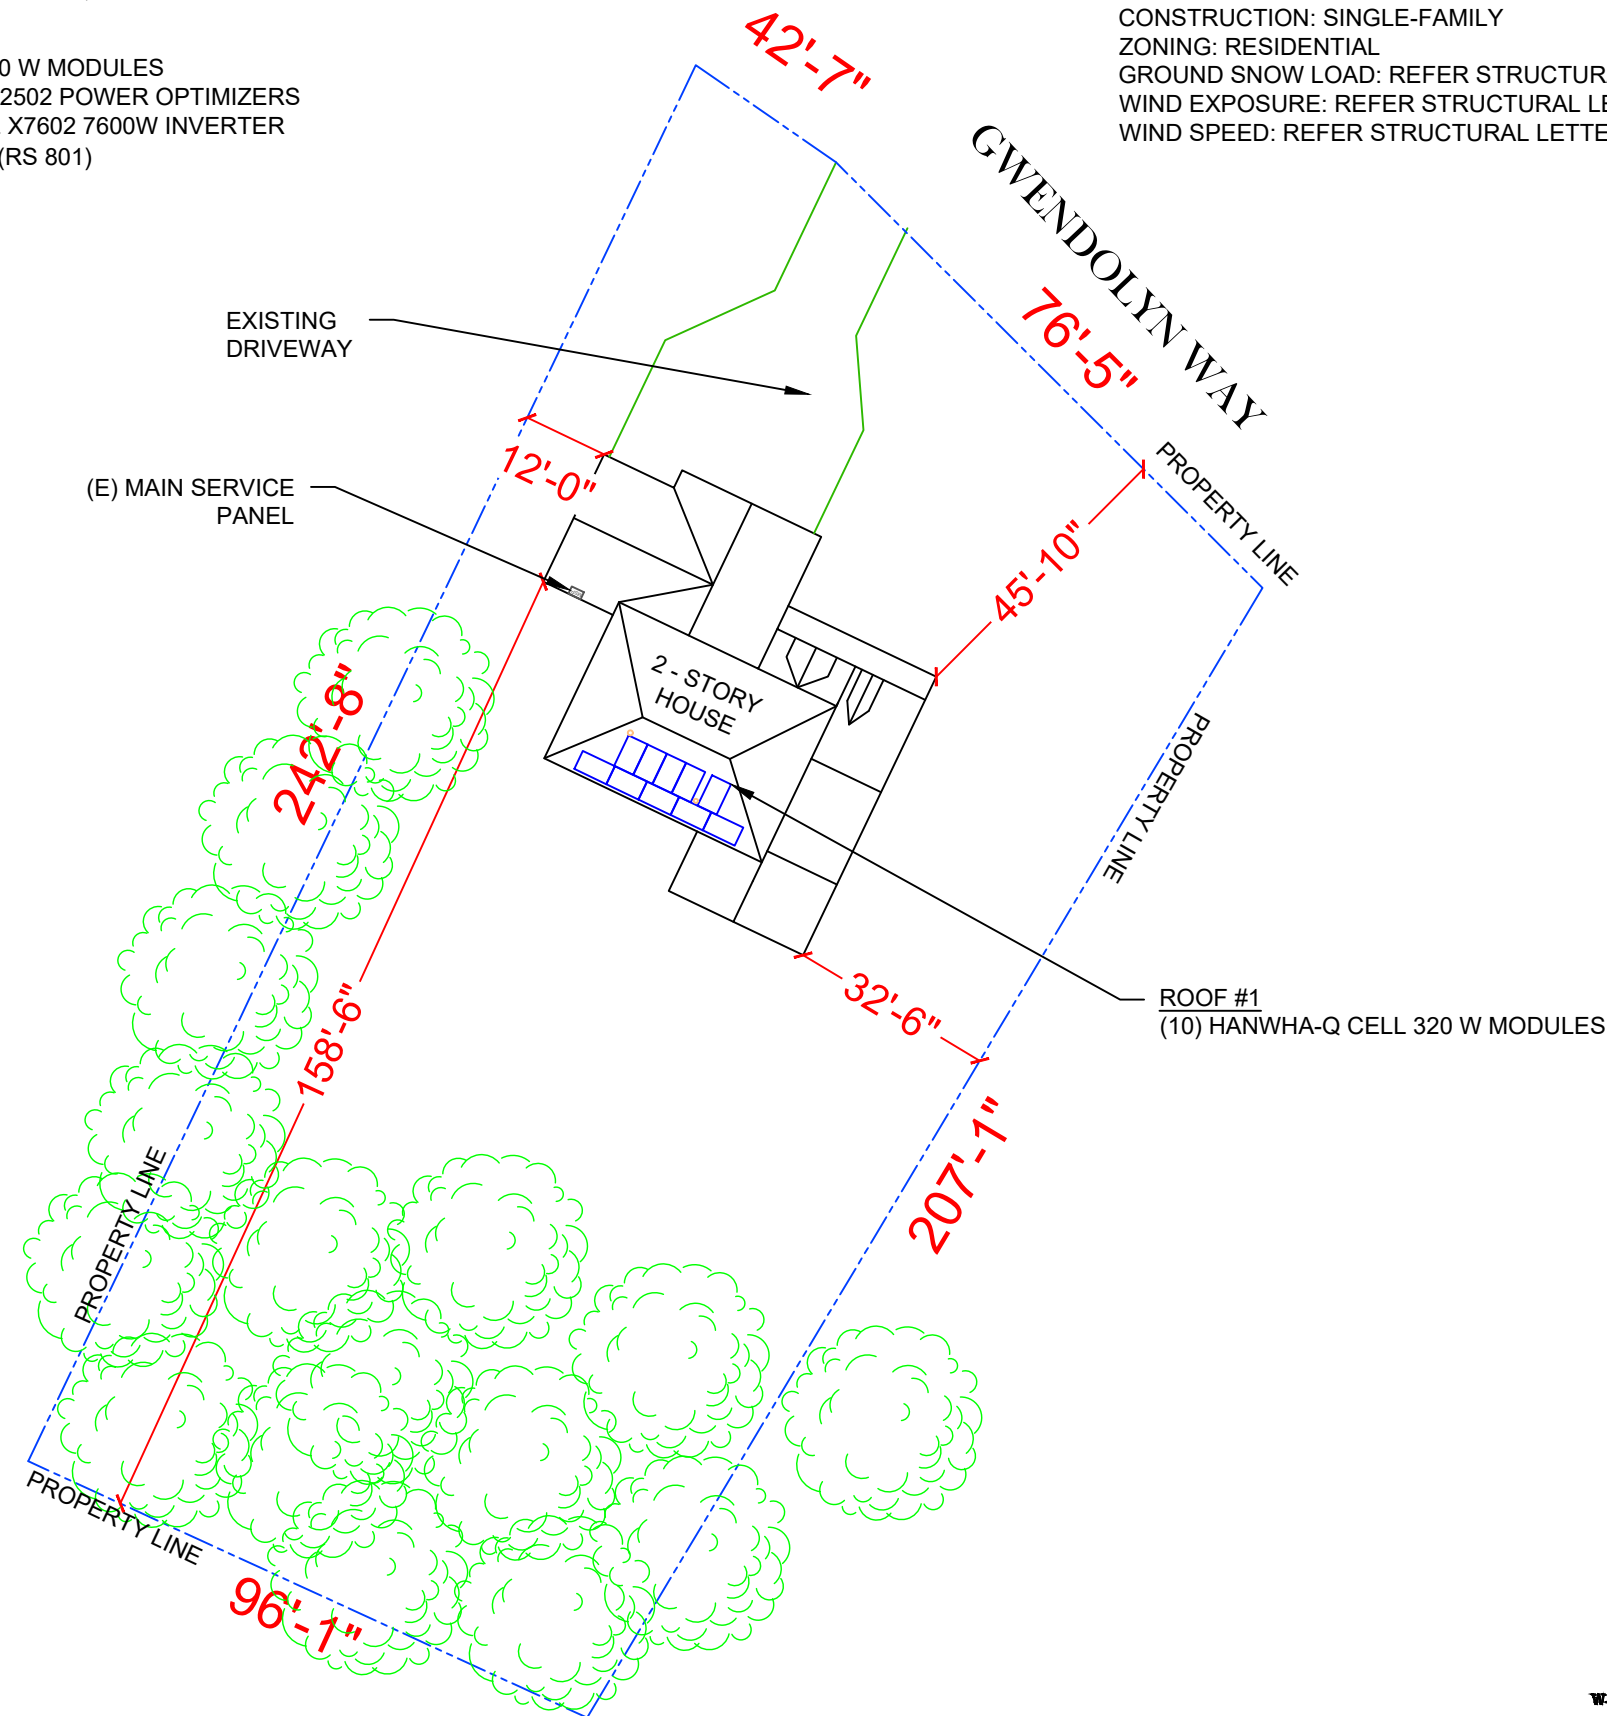 0 W MODULES
2502 POWER OPTIMIZERS
X7602 7600W INVERTER
(RS 801)
CONSTRUCTION: SINGLE-FAMILY
ZONING: RESIDENTIAL
GROUND SNOW LOAD: REFER STRUCTURA
WIND EXPOSURE: REFER STRUCTURAL LE
WIND SPEED: REFER STRUCTURAL LETTE
42'-7"
GWENDOLYN WAY
76'-5"
EXISTING
DRIVEWAY
PROPERTY LINE
12'-0"
(E) MAIN SERVICE
PANEL
45'-10"
2 - STORY
HOUSE
242'-8"
PROPERTY LINE
158'-6"
32'-6"
ROOF #1
(10) HANWHA-Q CELL 320 W MODULES
207'-1"
PROPERTY LINE
PROPERTY LINE
96'-1"